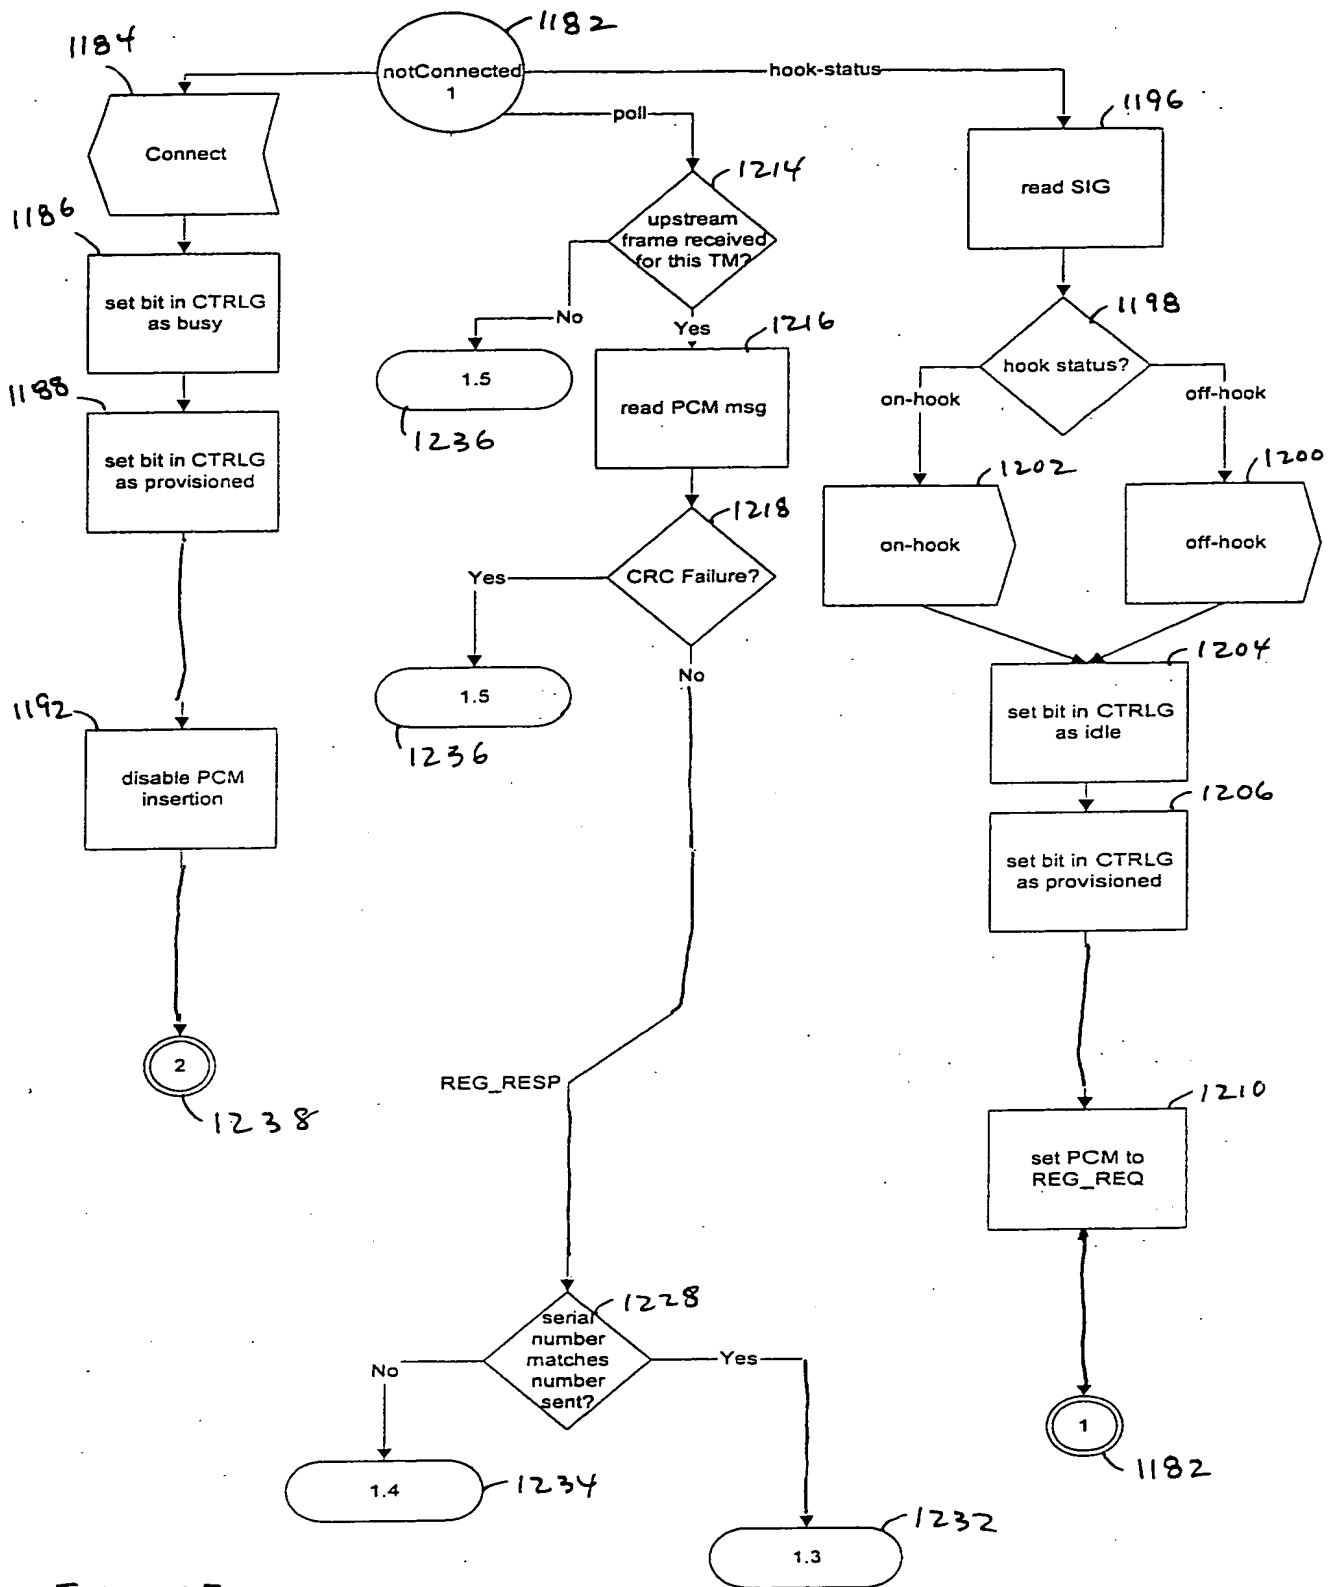 1182
1184
notConnected
1
hook-status
poll
Connect
1196
read SIG
1214
upstream
frame received
for this TM?
1186
set bit in CTRLG
as busy
No
Yes
1216
1198
hook status?
on-hook
off-hook
1.5
1236
read PCM msg
1188
set bit in CTRLG
as provisioned
1202
on-hook
1200
off-hook
1218
CRC Failure?
Yes
No
1.5
1236
1204
set bit in CTRLG
as idle
1192
disable PCM
insertion
1206
set bit in CTRLG
as provisioned
2
1238
REG_RESP
1210
set PCM to
REG_REQ
1228
serial
number
matches
number
sent?
No
Yes
1
1182
1.4
1234
1.3
1232